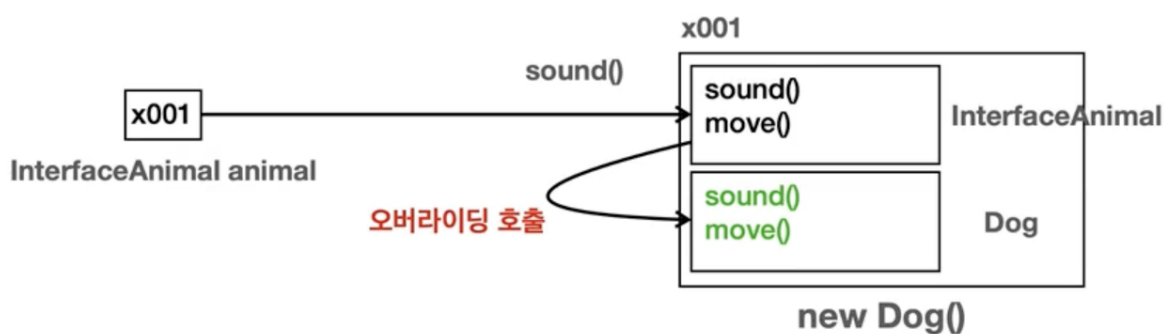 x001
sound()
sound()
move()
InterfaceAnimal
x001
InterfaceAnimal animal
오버라이딩 호출
sound()
move()
Dog
new Dog()